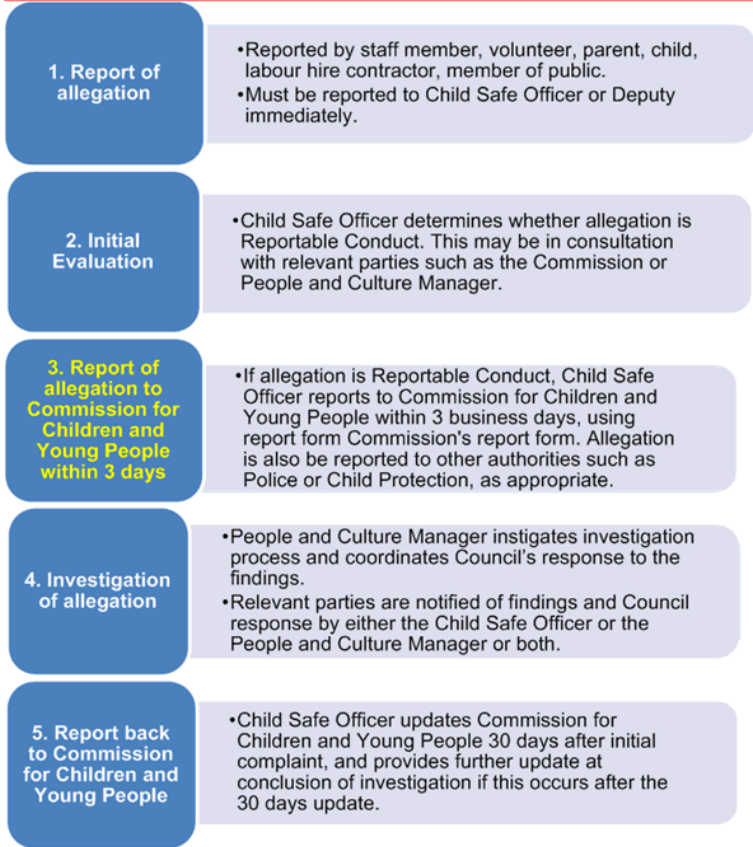 1. Report of
allegation
•Reported by staff member, volunteer, parent, child,
labour hire contractor, member of public.
•Must be reported to Child Safe Officer or Deputy
immediately.
2. Initial
Evaluation
•Child Safe Officer determines whether allegation is
Reportable Conduct. This may be in consultation
with relevant parties such as the Commission or
People and Culture Manager.
3. Report of
allegation to
Commission for
Children and
Young People
within 3 days
•If allegation is Reportable Conduct, Child Safe
Officer reports to Commission for Children and
Young People within 3 business days, using
report form Commission's report form. Allegation
is also be reported to other authorities such as
Police or Child Protection, as appropriate.
4. Investigation
of allegation
•People and Culture Manager instigates investigation
process and coordinates Council’s response to the
findings.
•Relevant parties are notified of findings and Council
response by either the Child Safe Officer or the
People and Culture Manager or both.
5. Report back
to Commission
for Children and
Young People
•Child Safe Officer updates Commission for
Children and Young People 30 days after initial
complaint, and provides further update at
conclusion of investigation if this occurs after the
30 days update.